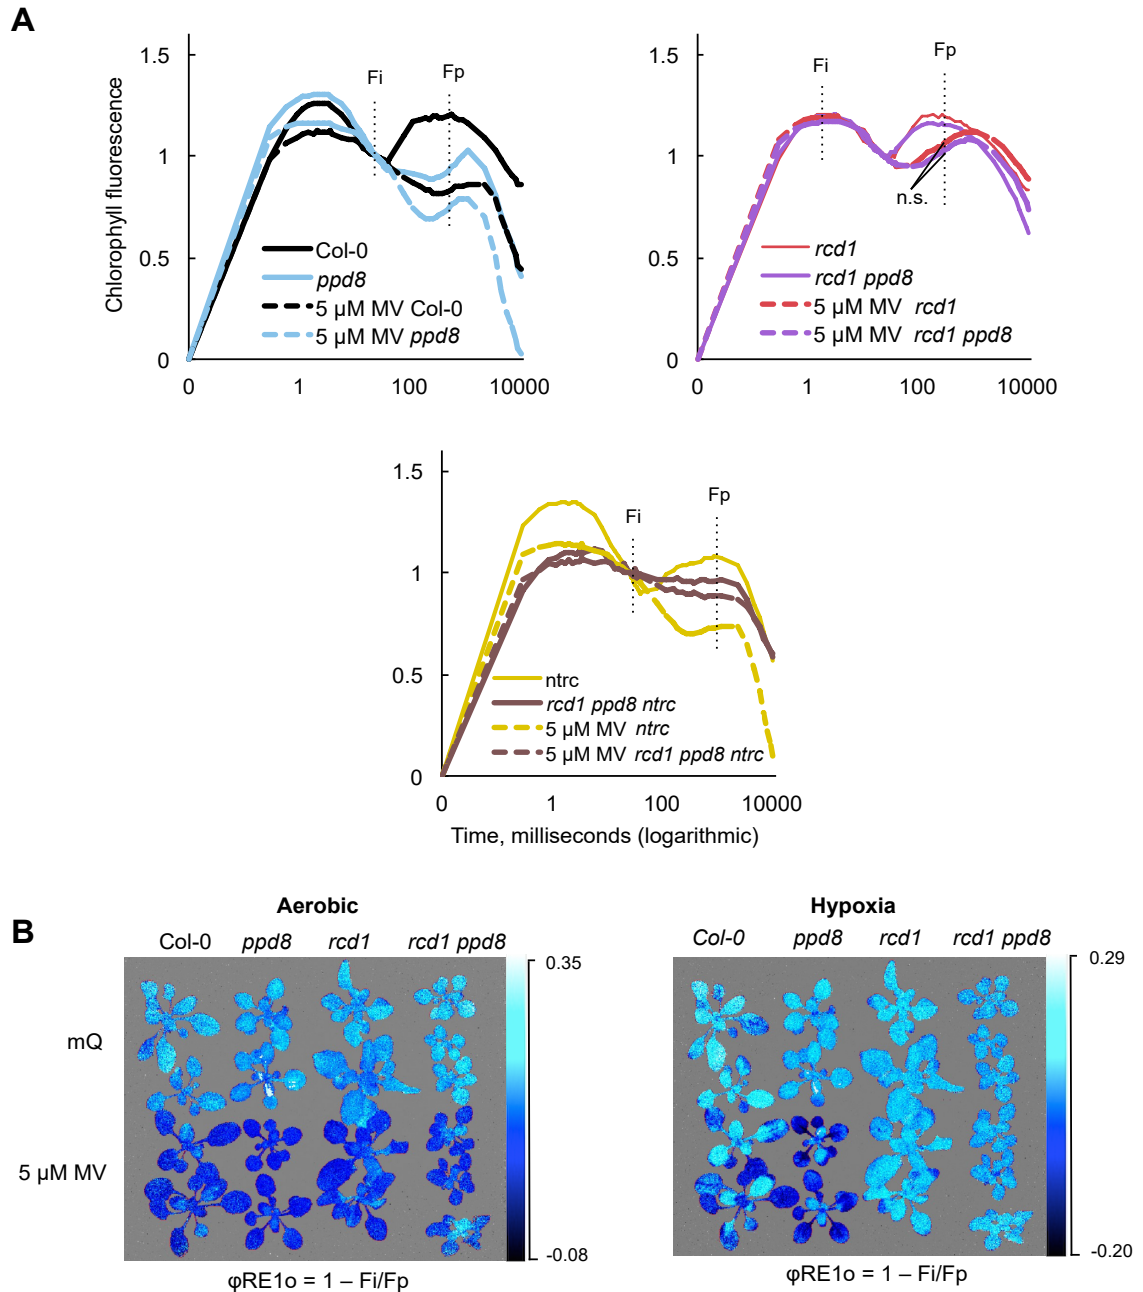 A
Chlorophyll fluorescence
1.5
1
0.5
0
Fi
Fp
Col-0
ppd8
5 μM MV Col-0
5 μM MV ppd8
0
1
100
10000
1.5
1
0.5
0
Fi
Fp
n.s.
rcd1
rcd1 ppd8
5 μM MV rcd1
5 μM MV rcd1 ppd8
0
1
100
10000
1.5
1
0.5
0
Fi
Fp
ntrc
rcd1 ppd8 ntrc
5 μM MV ntrc
5 μM MV rcd1 ppd8 ntrc
0
1
100
10000
Time, milliseconds (logarithmic)
B
Aerobic
Col-0 ppd8 rcd1 rcd1 ppd8
mQ
5 μM MV
0.35
-0.08
φRE1o = 1 – Fi/Fp
Hypoxia
Col-0 ppd8 rcd1 rcd1 ppd8
0.29
-0.20
φRE1o = 1 – Fi/Fp